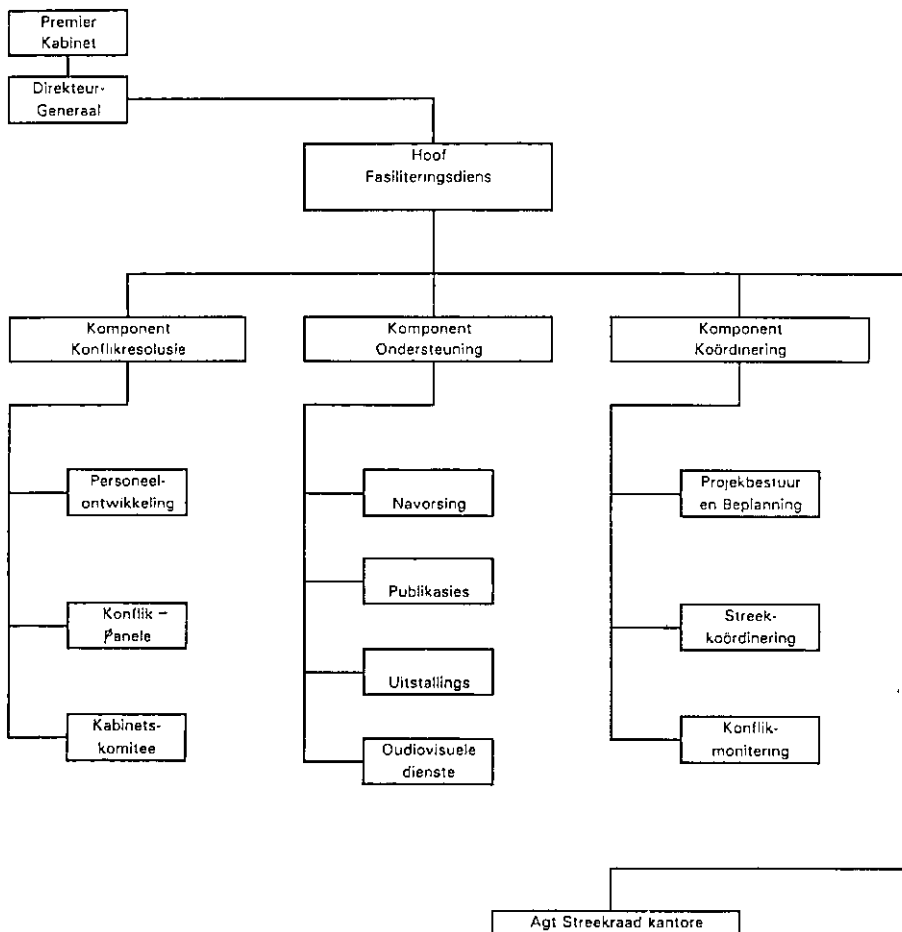 Premier
Kabinet
Direkteur-
Generaal
Hoof
Fasiliteringsdiens
Komponent
Konflikresolusie
Komponent
Ondersteuning
Komponent
Koördinering
Personeel-
ontwikkeling
Konflik -
Panele
Kabinets-
komitee
Navorsing
Publikasies
Uitstallings
Oudiovisuele
dienste
Projekbestuur
en Beplanning
Streek-
koördinering
Konflik-
monitering
Agt Streekraad kantore